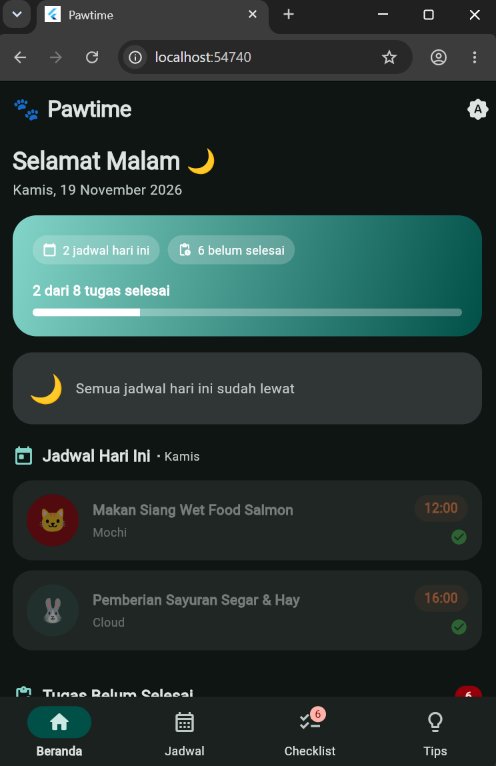 Pawtime
localhost:54740
Pawtime
A
Selamat Malam 🌙
Kamis, 19 November 2026
2 jadwal hari ini
6 belum selesai
2 dari 8 tugas selesai
Semua jadwal hari ini sudah lewat
Jadwal Hari Ini • Kamis
Makan Siang Wet Food Salmon
12:00
Mochi
Pemberian Sayuran Segar & Hay
16:00
Cloud
Tugas Belum Selesai
6
6
Beranda
Jadwal
Checklist
Tips